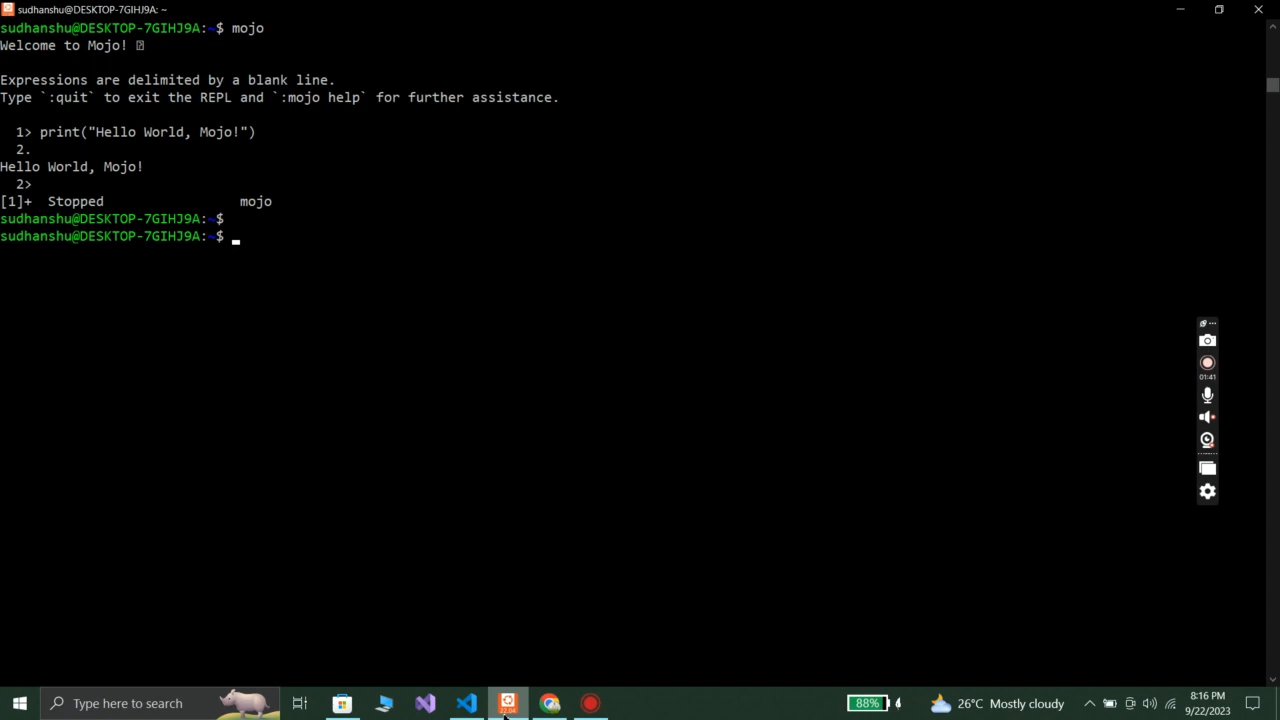 sudhanshu@DESKTOP-7GIHJ9A: ~
sudhanshu@DESKTOP-7GIHJ9A:~$ mojo
Welcome to Mojo!
Expressions are delimited by a blank line.
Type `:quit` to exit the REPL and `:mojo help` for further assistance.
1> print("Hello World, Mojo!")
2.
Hello World, Mojo!
2>
[1]+  Stopped                 mojo
sudhanshu@DESKTOP-7GIHJ9A:~$
sudhanshu@DESKTOP-7GIHJ9A:~$
01:41
Type here to search
22.04
88%
26°C Mostly cloudy
8:16 PM
9/22/2023